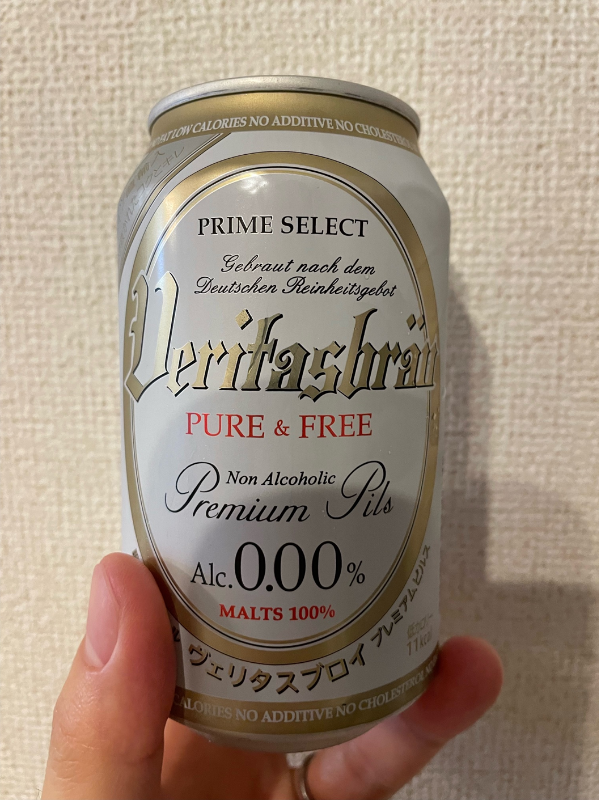 FAT LOW CALORIES NO ADDITIVE NO CHOLESTEROL
PRIME SELECT
Gebraut nach dem
Deutschen Reinheitsgebot
Veritasbräu
PURE & FREE
Non Alcoholic
Premium Pils
Alc. 0.00%
MALTS 100%
ヴェリタスブロイ プレミアムピルス
11kcal
CALORIES NO ADDITIVE NO CHOLESTEROL